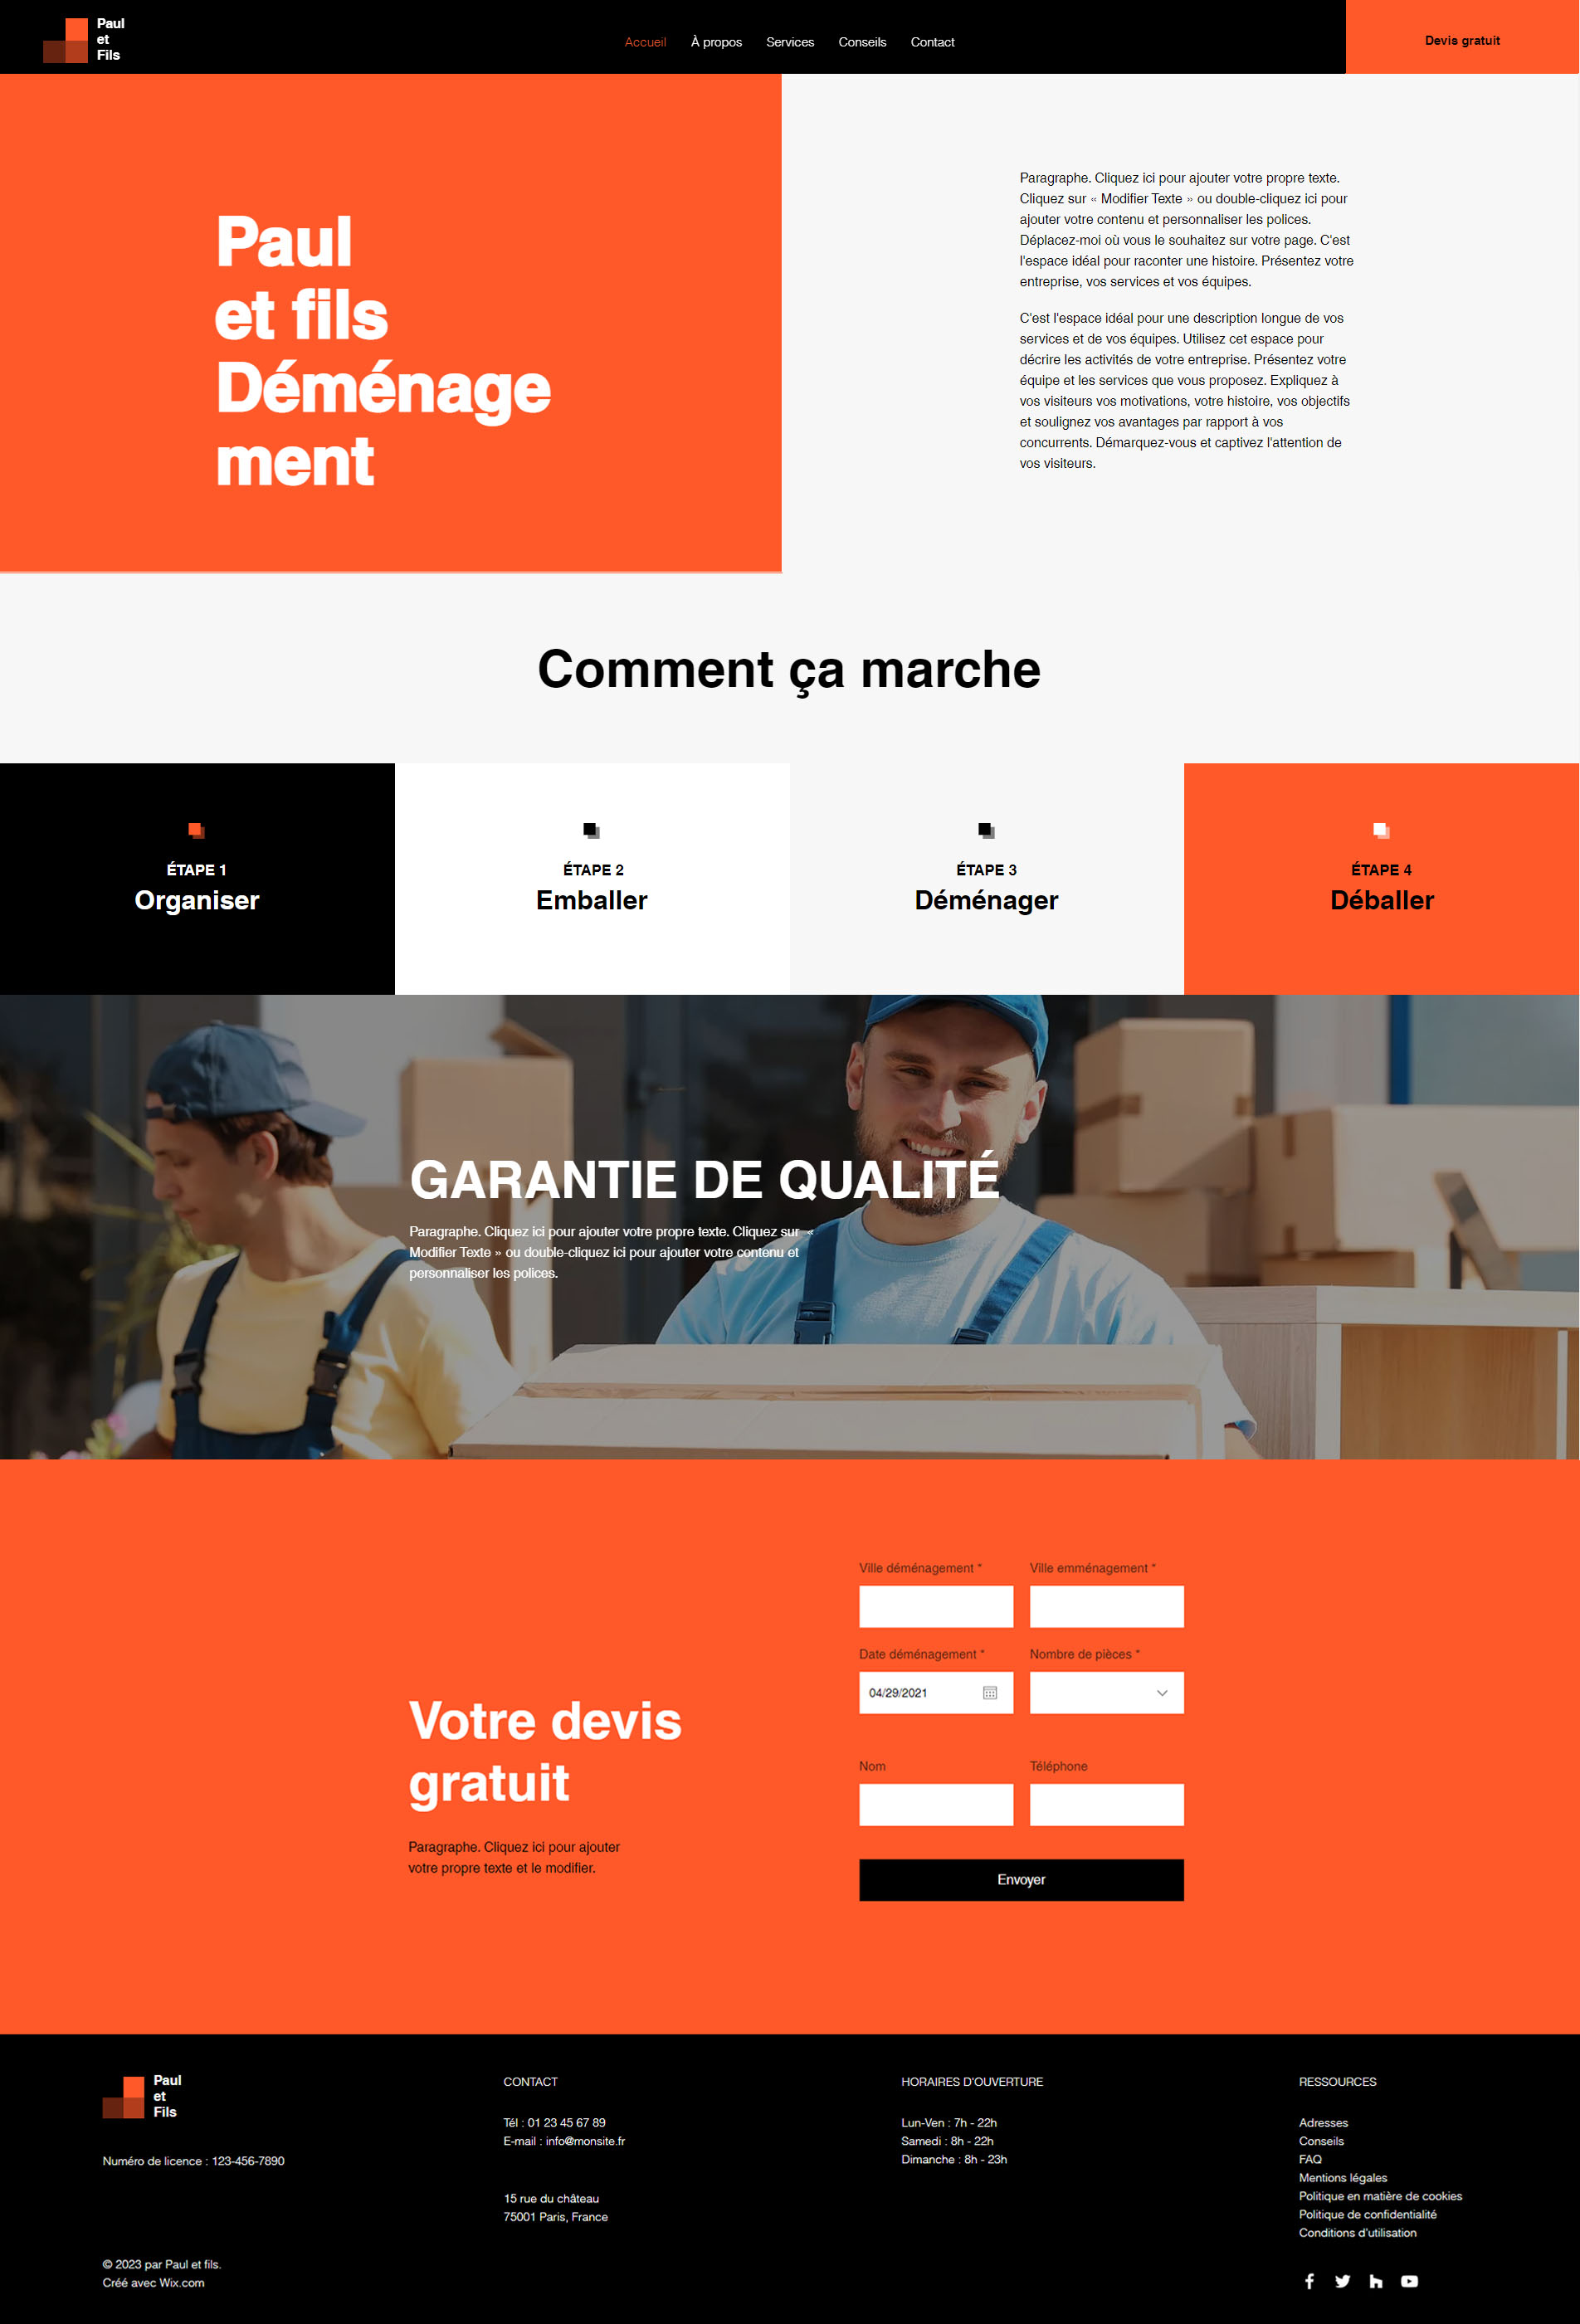 Paul
et
Fils
Accueil
À propos
Services
Conseils
Contact
Devis gratuit
Paul
et fils
Déménage
ment
Paragraphe. Cliquez ici pour ajouter votre propre texte.
Cliquez sur « Modifier Texte » ou double-cliquez ici pour
ajouter votre contenu et personnaliser les polices.
Déplacez-moi où vous le souhaitez sur votre page. C'est
l'espace idéal pour raconter une histoire. Présentez votre
entreprise, vos services et vos équipes.
C'est l'espace idéal pour une description longue de vos
services et de vos équipes. Utilisez cet espace pour
décrire les activités de votre entreprise. Présentez votre
équipe et les services que vous proposez. Expliquez à
vos visiteurs vos motivations, votre histoire, vos objectifs
et soulignez vos avantages par rapport à vos
concurrents. Démarquez-vous et captivez l'attention de
vos visiteurs.
Comment ça marche
ÉTAPE 1
Organiser
ÉTAPE 2
Emballer
ÉTAPE 3
Déménager
ÉTAPE 4
Déballer
GARANTIE DE QUALITÉ
Paragraphe. Cliquez ici pour ajouter votre propre texte. Cliquez sur «
Modifier Texte » ou double-cliquez ici pour ajouter votre contenu et
personnaliser les polices.
Votre devis
gratuit
Paragraphe. Cliquez ici pour ajouter
votre propre texte et le modifier.
Ville déménagement *
Ville emménagement *
Date déménagement *
Nombre de pièces *
04/29/2021
Nom
Téléphone
Envoyer
Paul
et
Fils
Numéro de licence : 123-456-7890
© 2023 par Paul et fils.
Créé avec Wix.com
CONTACT
Tél : 01 23 45 67 89
E-mail : info@monsite.fr
15 rue du château
75001 Paris, France
HORAIRES D'OUVERTURE
Lun-Ven : 7h - 22h
Samedi : 8h - 22h
Dimanche : 8h - 23h
RESSOURCES
Adresses
Conseils
FAQ
Mentions légales
Politique en matière de cookies
Politique de confidentialité
Conditions d'utilisation